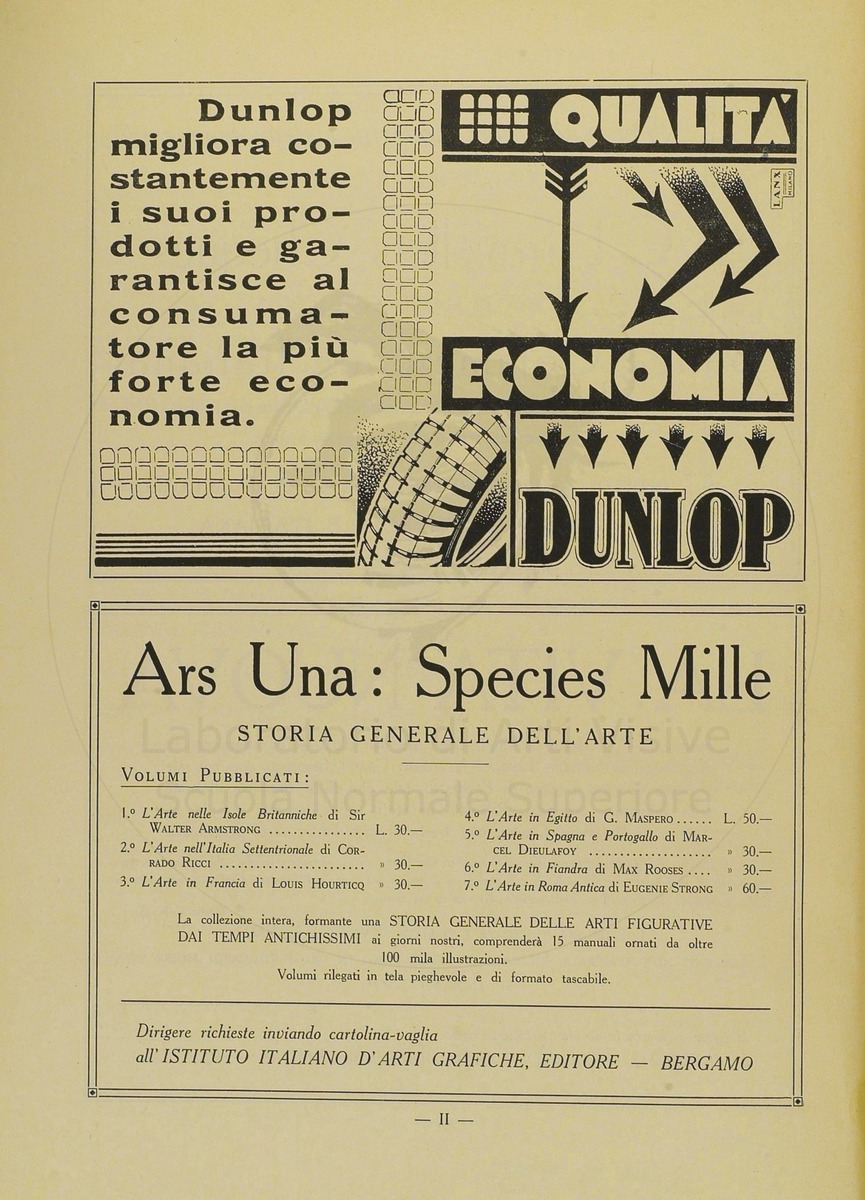 Dunlop
migliora co-
stantemente
i suoi pro-
dotti e ga-
rantisce al
consuma-
tore la più
forte eco-
nomia.
QUALITÀ
LANX
MILANO
ECONOMIA
DUNLOP
Ars Una: Species Mille
STORIA GENERALE DELL'ARTE
VOLUMI PUBBLICATI:
1.º L'Arte nelle Isole Britanniche di Sir
WALTER ARMSTRONG ............... L. 30.—
2.º L'Arte nell'Italia Settentrionale di COR-
RADO RICCI ....................... » 30.—
3.º L'Arte in Francia di LOUIS HOURTICQ » 30.—
4.º L'Arte in Egitto di G. MASPERO ...... L. 50.—
5.º L'Arte in Spagna e Portogallo di MAR-
CEL DIEULAFOY ................... » 30.—
6.º L'Arte in Fiandra di MAX ROOSES .... » 30.—
7.º L'Arte in Roma Antica di EUGENIE STRONG » 60.—
La collezione intera, formante una STORIA GENERALE DELLE ARTI FIGURATIVE
DAI TEMPI ANTICHISSIMI ai giorni nostri, comprenderà 15 manuali ornati da oltre
100 mila illustrazioni.
Volumi rilegati in tela pieghevole e di formato tascabile.
Dirigere richieste inviando cartolina-vaglia
all'ISTITUTO ITALIANO D'ARTI GRAFICHE, EDITORE — BERGAMO
— II —
Laboratorio di Arti Visive
Scuola Normale Superiore